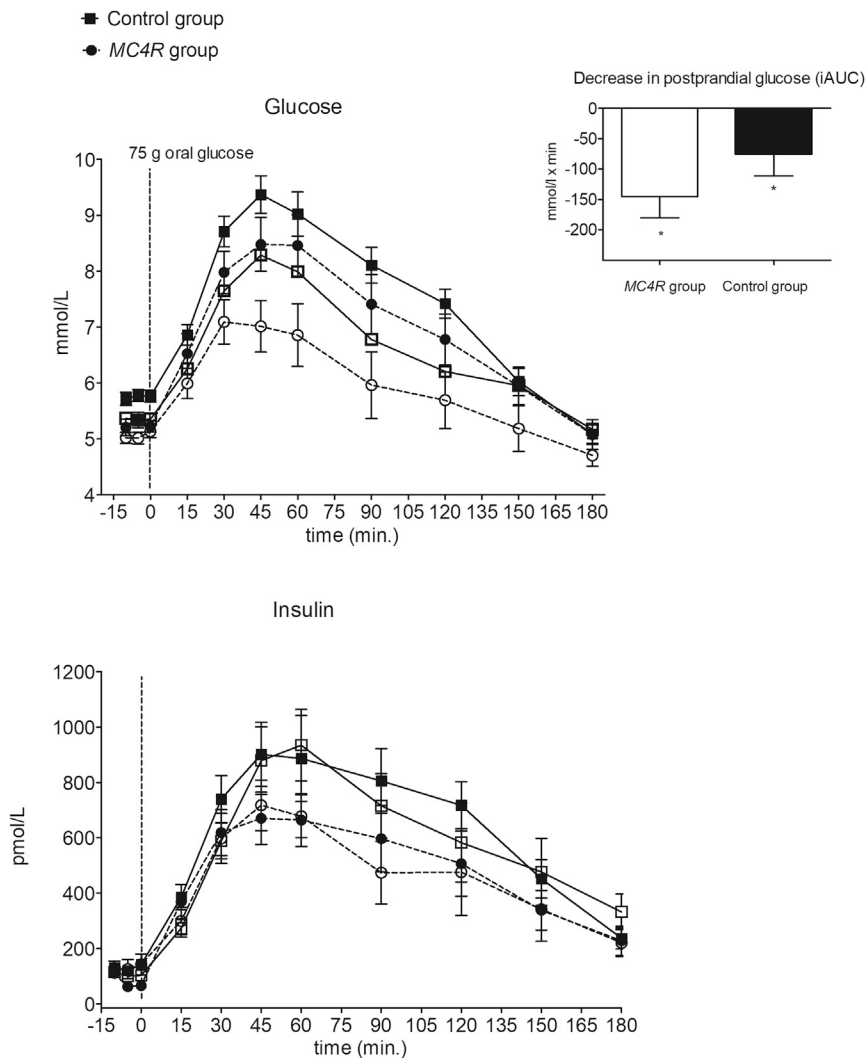 Control group
MC4R group
Decrease in postprandial glucose (iAUC)
0
-50
-100
-150
-200
mmol/l x min
*
*
MC4R group Control group
Glucose
75 g oral glucose
10
9
8
7
6
5
4
mmol/L
-15 0 15 30 45 60 75 90 105 120 135 150 165 180
time (min.)
Insulin
1200
1000
800
600
400
200
0
pmol/L
-15 0 15 30 45 60 75 90 105 120 135 150 165 180
time (min.)